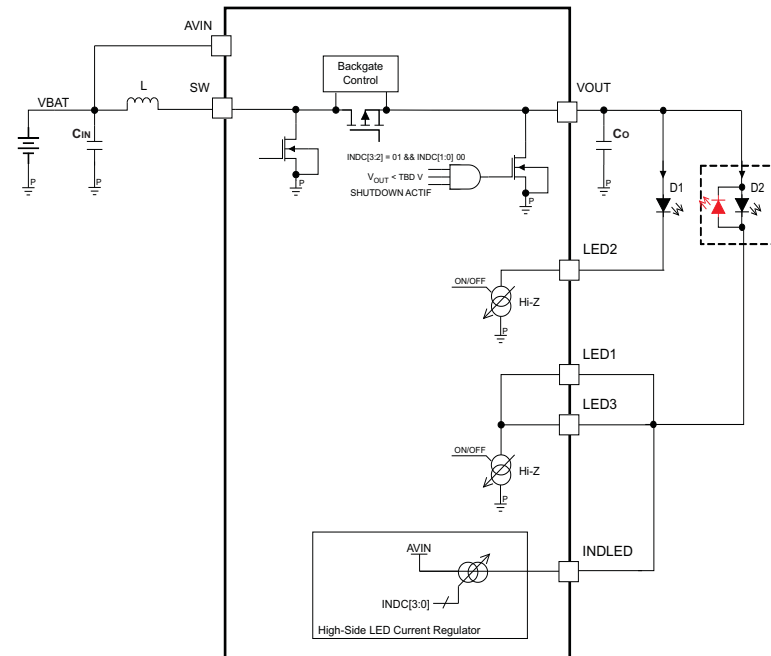 AVIN
Backgate
Control
L
SW
VOUT
VBAT
CIN
CO
P
P
P
INDC[3:2] = 01 && INDC[1:0] 00
VOUT < TBD V
SHUTDOWN ACTIF
P
P
D1
D2
LED2
ON/OFF
Hi-Z
P
LED1
LED3
ON/OFF
Hi-Z
P
AVIN
INDLED
INDC[3:0]
High-Side LED Current Regulator